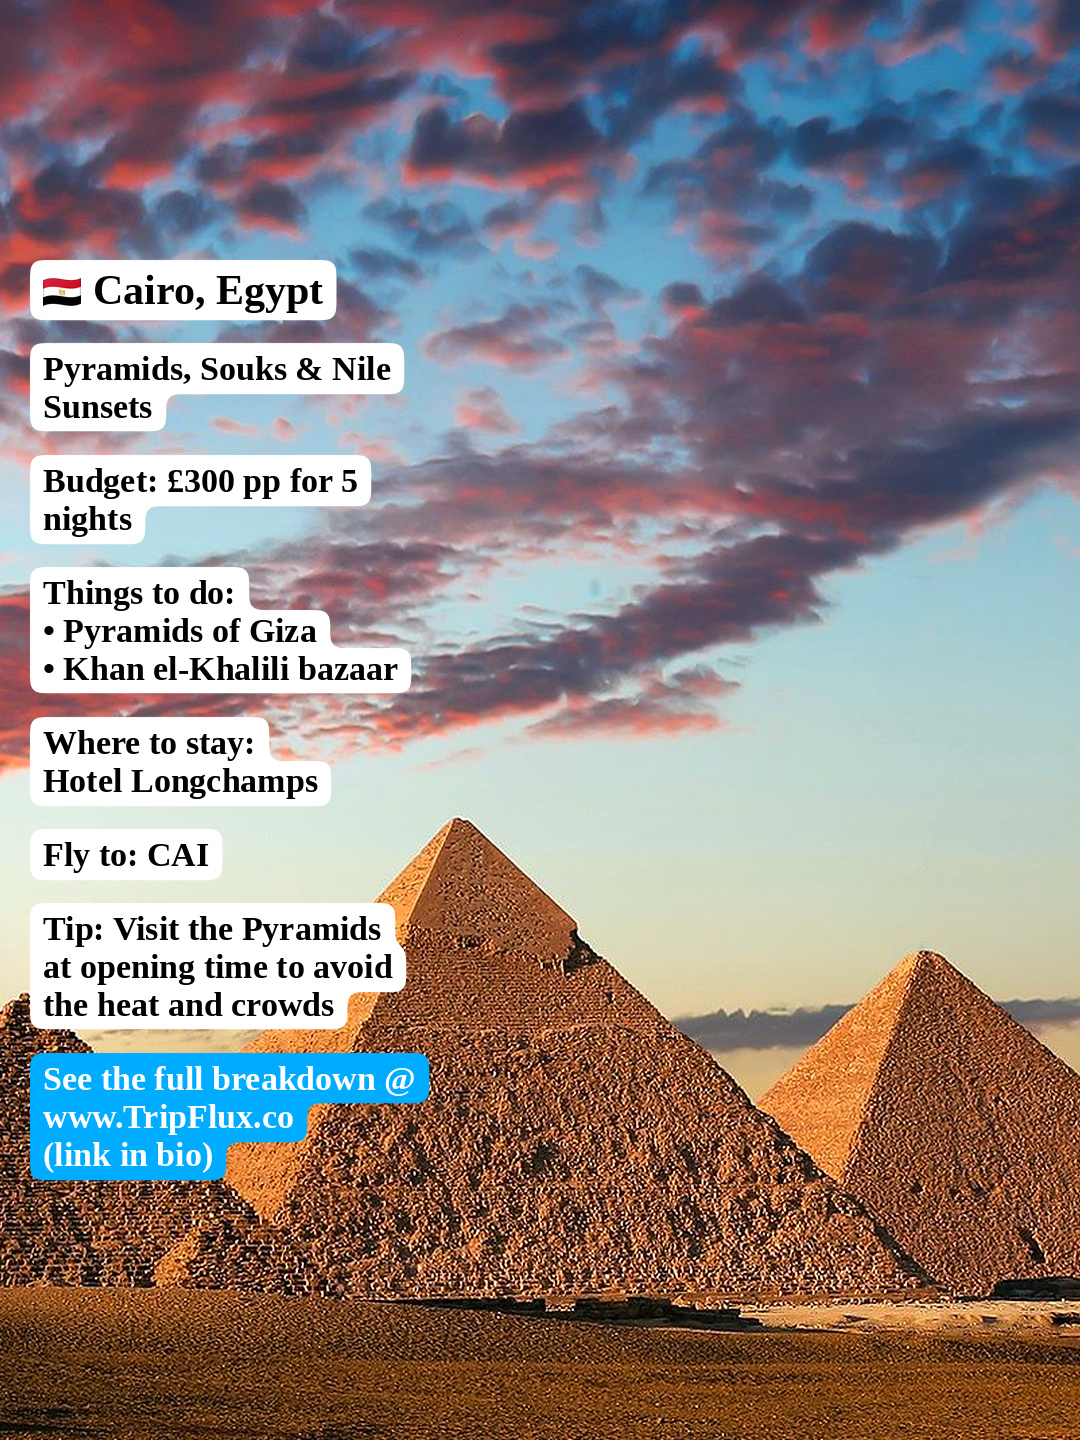 🇪🇬 Cairo, Egypt
Pyramids, Souks & Nile
Sunsets
Budget: £300 pp for 5
nights
Things to do:
• Pyramids of Giza
• Khan el-Khalili bazaar
Where to stay:
Hotel Longchamps
Fly to: CAI
Tip: Visit the Pyramids
at opening time to avoid
the heat and crowds
See the full breakdown @
www.TripFlux.co
(link in bio)